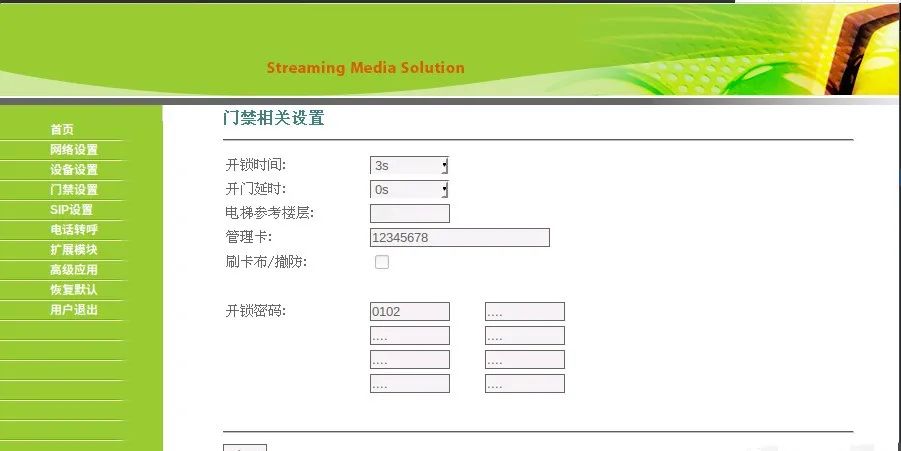 Streaming Media Solution
首页
网络设置
设备设置
门禁设置
SIP设置
电话转呼
扩展模块
高级应用
恢复默认
用户退出
门禁相关设置
开锁时间: 3s
开门延时: 0s
电梯参考楼层:
管理卡: 12345678
刷卡布/撤防:
开锁密码: 0102 ....
.... ....
.... ....
.... ....